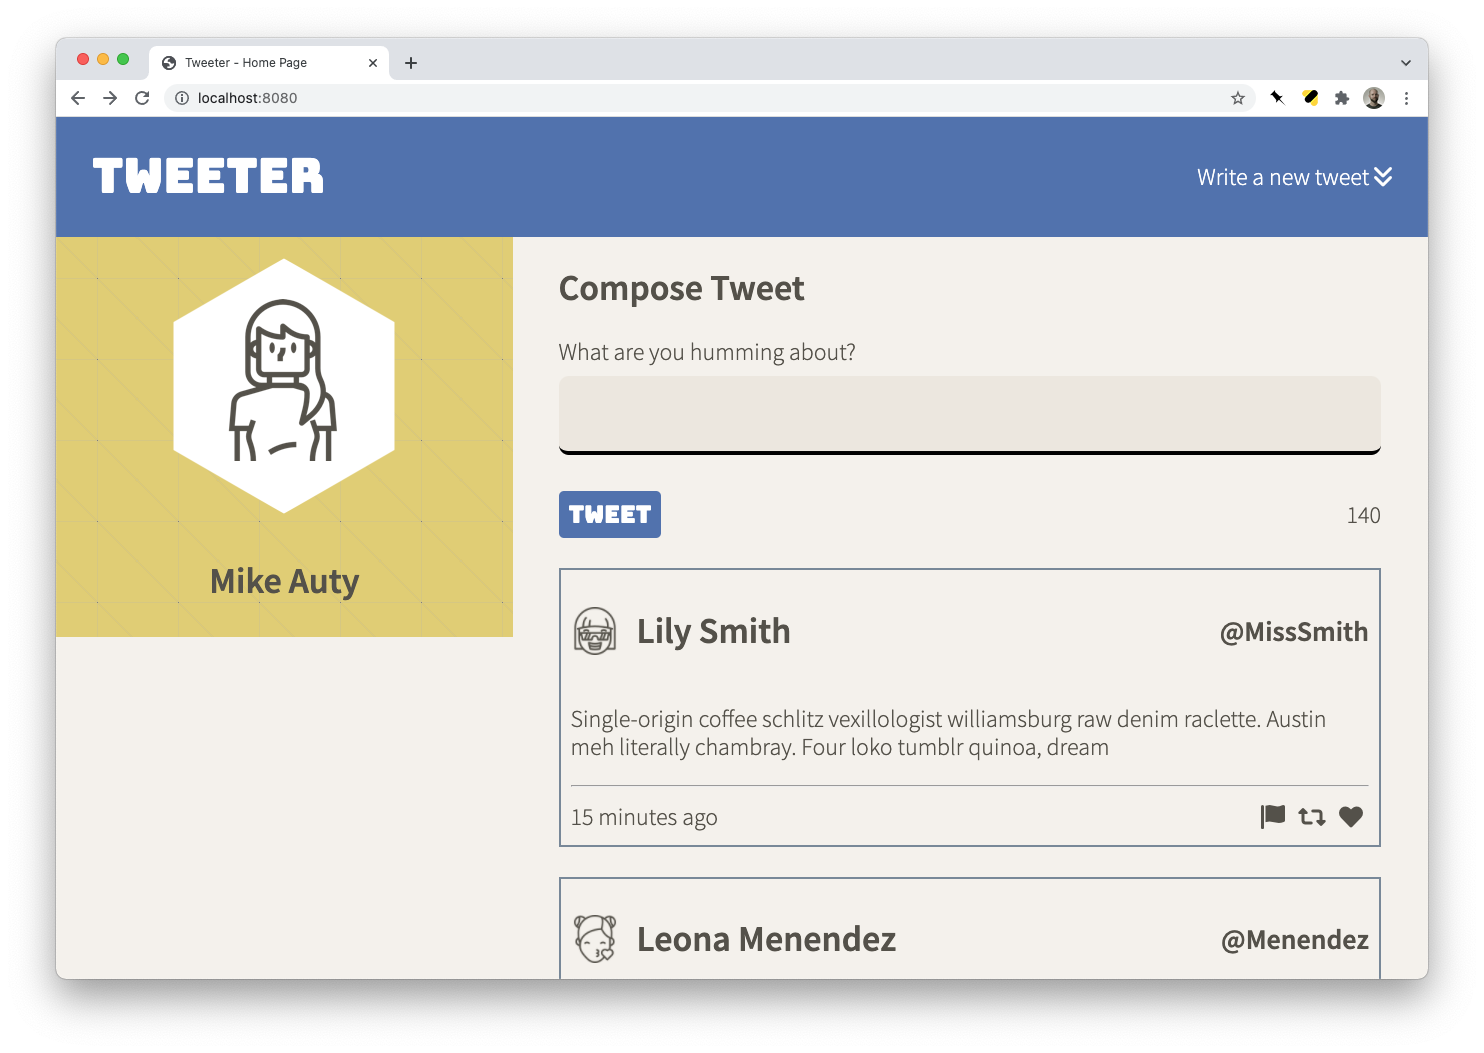 Tweeter - Home Page
localhost:8080
TWEETER
Write a new tweet
Mike Auty
Compose Tweet
What are you humming about?
TWEET
140
Lily Smith
@MissSmith
Single-origin coffee schlitz vexillologist williamsburg raw denim raclette. Austin
meh literally chambray. Four loko tumblr quinoa, dream
15 minutes ago
Leona Menendez
@Menendez